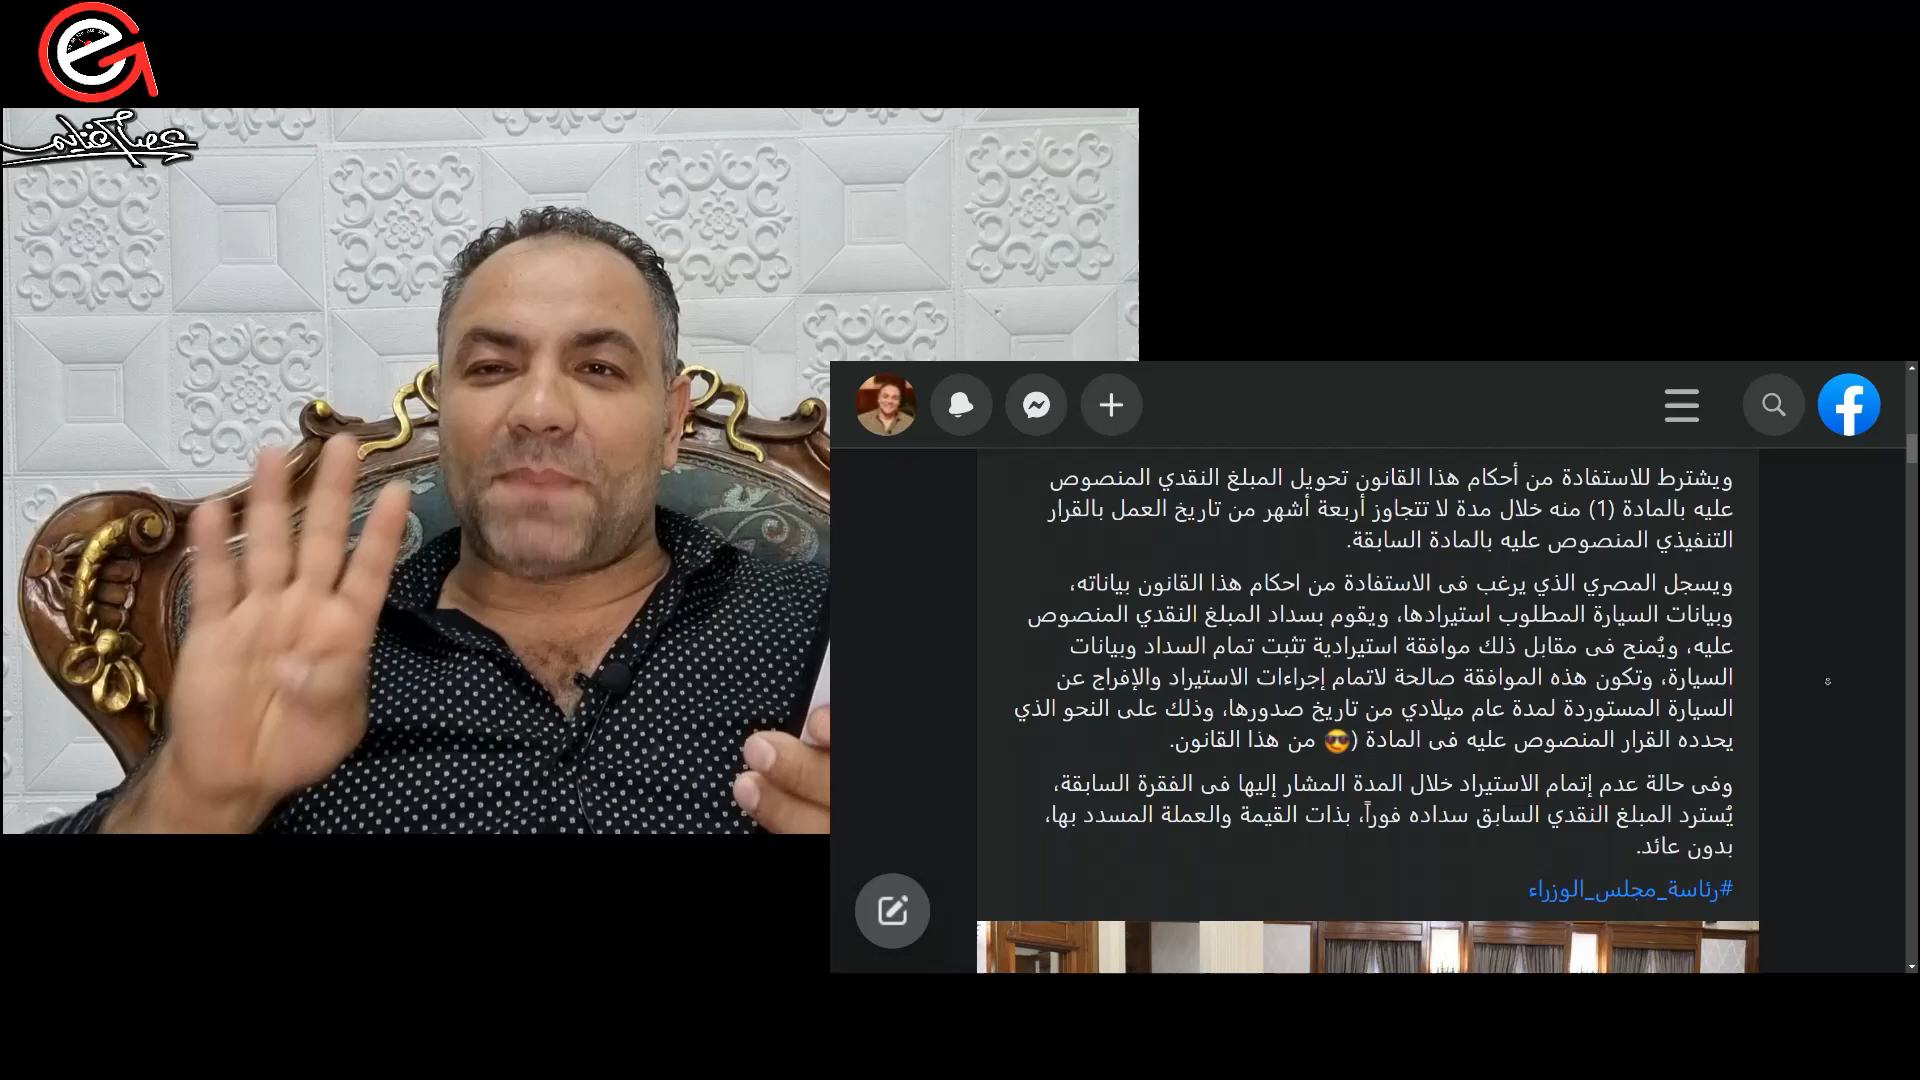 عصام غنايم
ويشترط للاستفادة من أحكام هذا القانون تحويل المبلغ النقدي المنصوص
عليه بالمادة (1) منه خلال مدة لا تتجاوز أربعة أشهر من تاريخ العمل بالقرار
التنفيذي المنصوص عليه بالمادة السابقة.
ويسجل المصري الذي يرغب فى الاستفادة من احكام هذا القانون بياناته،
وبيانات السيارة المطلوب استيرادها، ويقوم بسداد المبلغ النقدي المنصوص
عليه، ويُمنح فى مقابل ذلك موافقة استيرادية تثبت تمام السداد وبيانات
السيارة، وتكون هذه الموافقة صالحة لاتمام إجراءات الاستيراد والإفراج عن
السيارة المستوردة لمدة عام ميلادي من تاريخ صدورها، وذلك على النحو الذي
يحدده القرار المنصوص عليه فى المادة (😎 من هذا القانون.
وفى حالة عدم إتمام الاستيراد خلال المدة المشار إليها فى الفقرة السابقة،
يُسترد المبلغ النقدي السابق سداده فوراً، بذات القيمة والعملة المسدد بها،
بدون عائد.
#رئاسة_مجلس_الوزراء